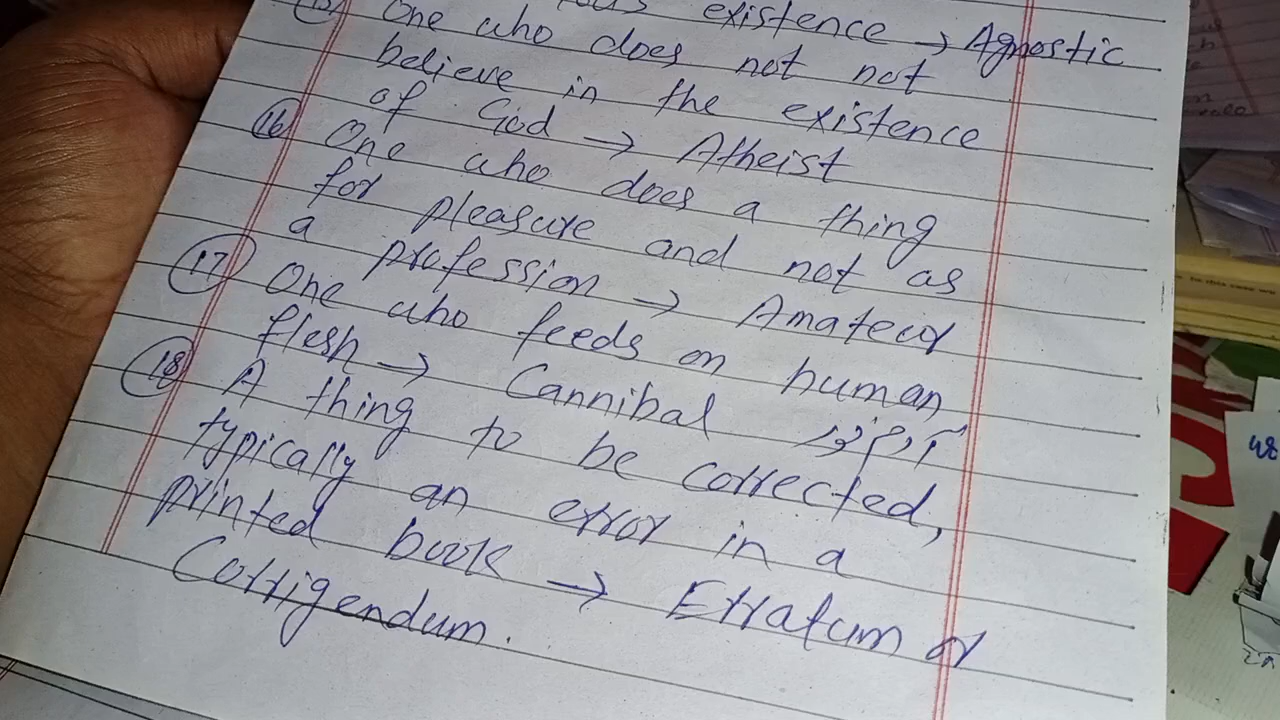 existence → Agnostic
One who does not not
believe in the existence
of God → Atheist
16 One who does a thing
for pleasure and not as
a profession → Amateur
17 One who feeds on human
flesh → Cannibal آدم خور
18 A thing to be corrected,
typically an error in a
printed book → Erratum or
Corrigendum.